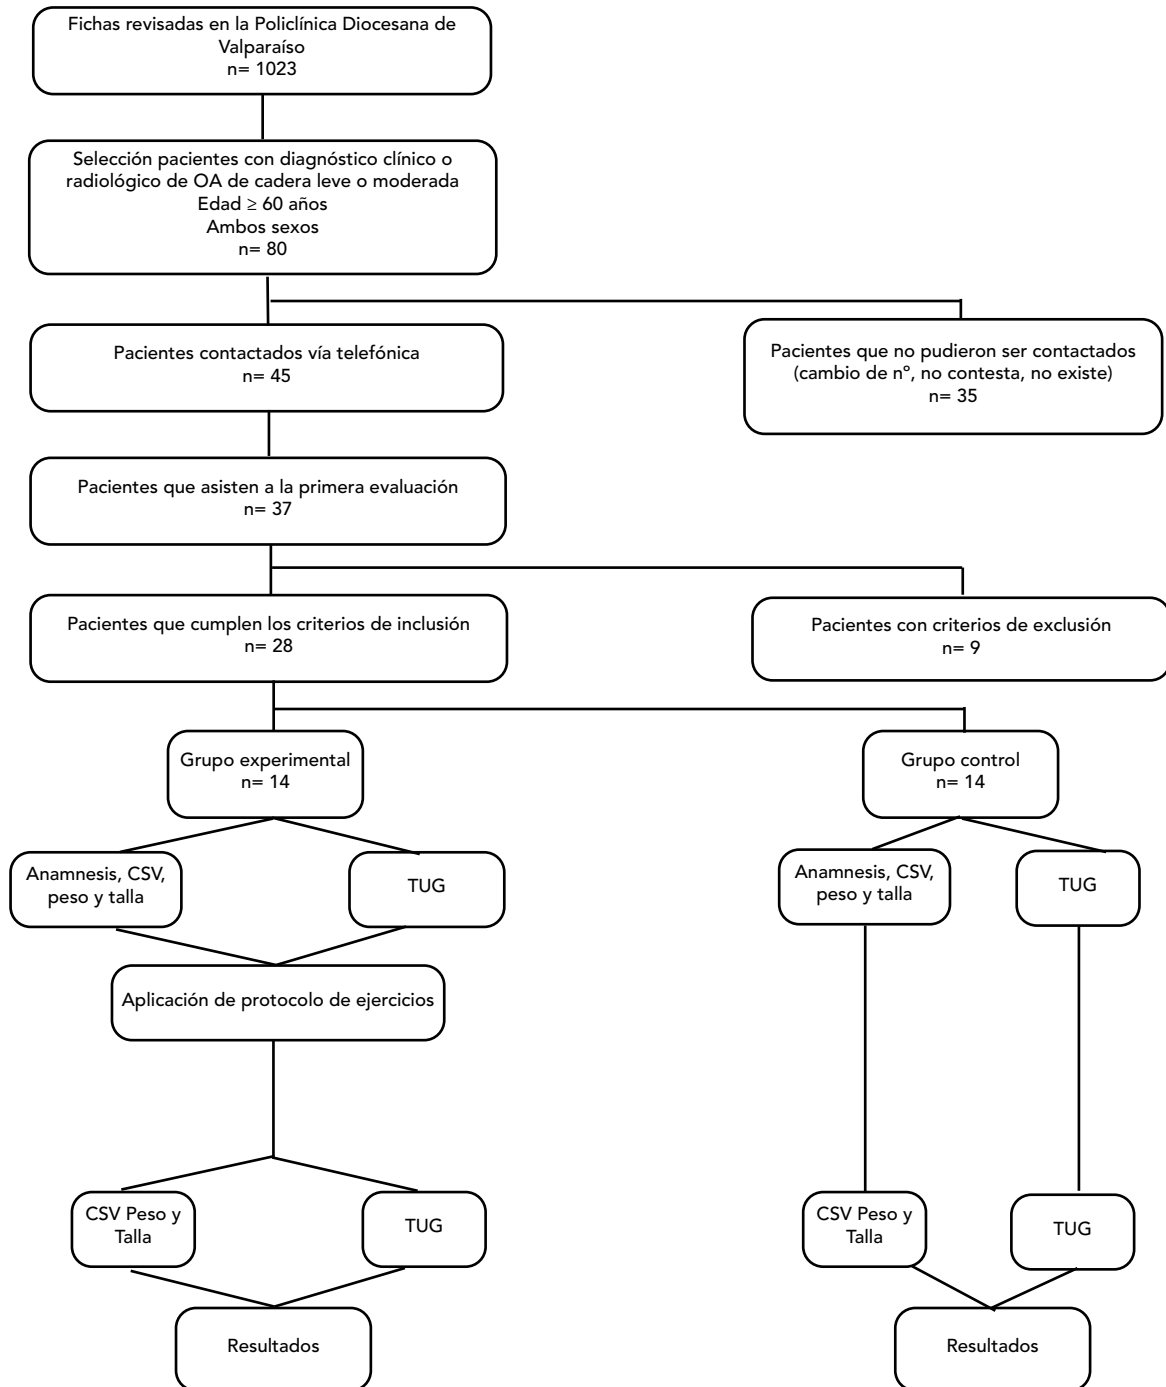 Fichas revisadas en la Policlínica Diocesana de
Valparaíso
n= 1023
Selección pacientes con diagnóstico clínico o
radiológico de OA de cadera leve o moderada
Edad ≥ 60 años
Ambos sexos
n= 80
Pacientes contactados vía telefónica
n= 45
Pacientes que no pudieron ser contactados
(cambio de nº, no contesta, no existe)
n= 35
Pacientes que asisten a la primera evaluación
n= 37
Pacientes que cumplen los criterios de inclusión
n= 28
Pacientes con criterios de exclusión
n= 9
Grupo experimental
n= 14
Grupo control
n= 14
Anamnesis, CSV,
peso y talla
TUG
Anamnesis, CSV,
peso y talla
TUG
Aplicación de protocolo de ejercicios
CSV Peso y
Talla
TUG
CSV Peso y
Talla
TUG
Resultados
Resultados